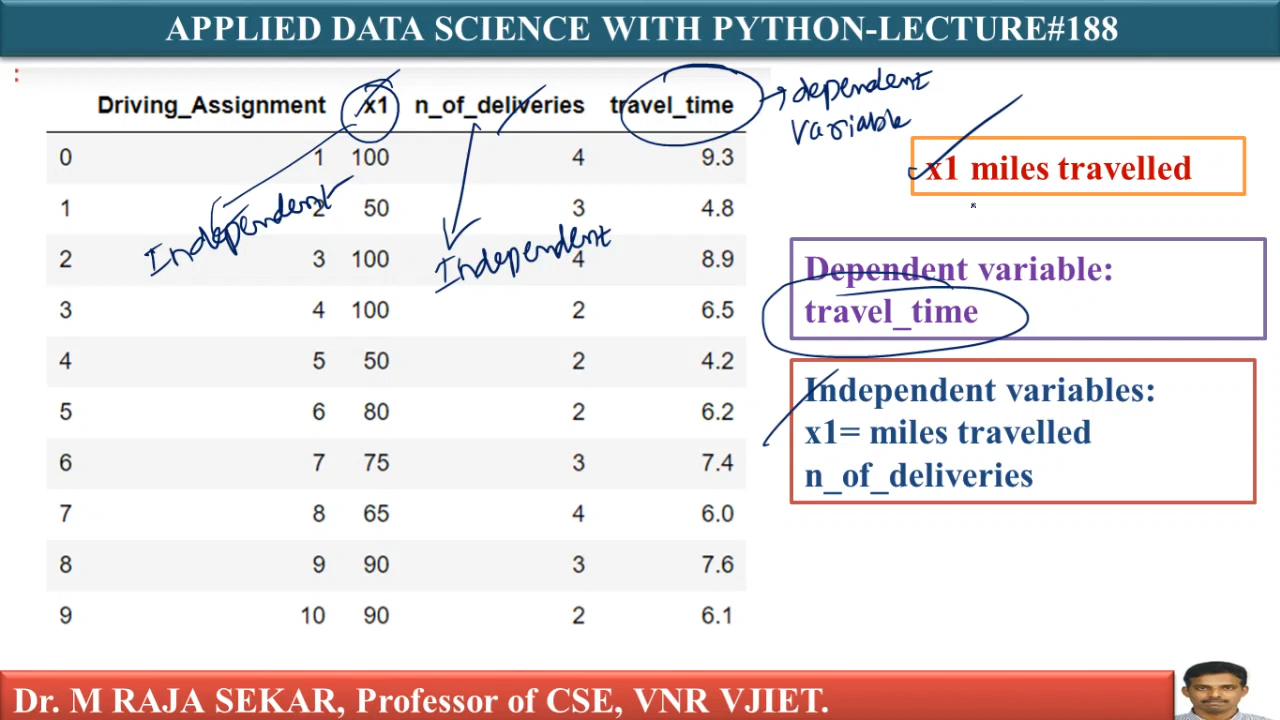 APPLIED DATA SCIENCE WITH PYTHON-LECTURE#188
:
Driving_Assignment x1 n_of_deliveries travel_time
0 1 100 4 9.3
1 2 50 3 4.8
2 3 100 4 8.9
3 4 100 2 6.5
4 5 50 2 4.2
5 6 80 2 6.2
6 7 75 3 7.4
7 8 65 4 6.0
8 9 90 3 7.6
9 10 90 2 6.1
Independent
Independent
dependent
variable
x1 miles travelled
Dependent variable:
travel_time
Independent variables:
x1= miles travelled
n_of_deliveries
Dr. M RAJA SEKAR, Professor of CSE, VNR VJIET.